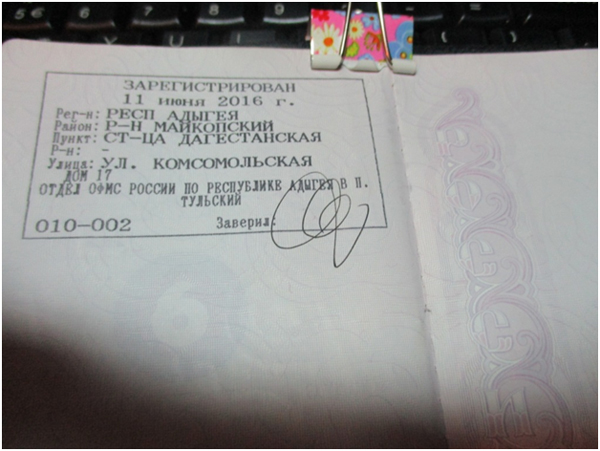 ЗАРЕГИСТРИРОВАН
11 июня 2016 г.
Рег-н: РЕСП АДЫГЕЯ
Район: Р-Н МАЙКОПСКИЙ
Пункт: СТ-ЦА ДАГЕСТАНСКАЯ
Р-н: -
Улица: УЛ. КОМСОМОЛЬСКАЯ
ДОМ 17
ОТДЕЛ ОФМС РОССИИ ПО РЕСПУБЛИКЕ АДЫГЕЯ В П.
ТУЛЬСКИЙ
010-002 Заверил:
6